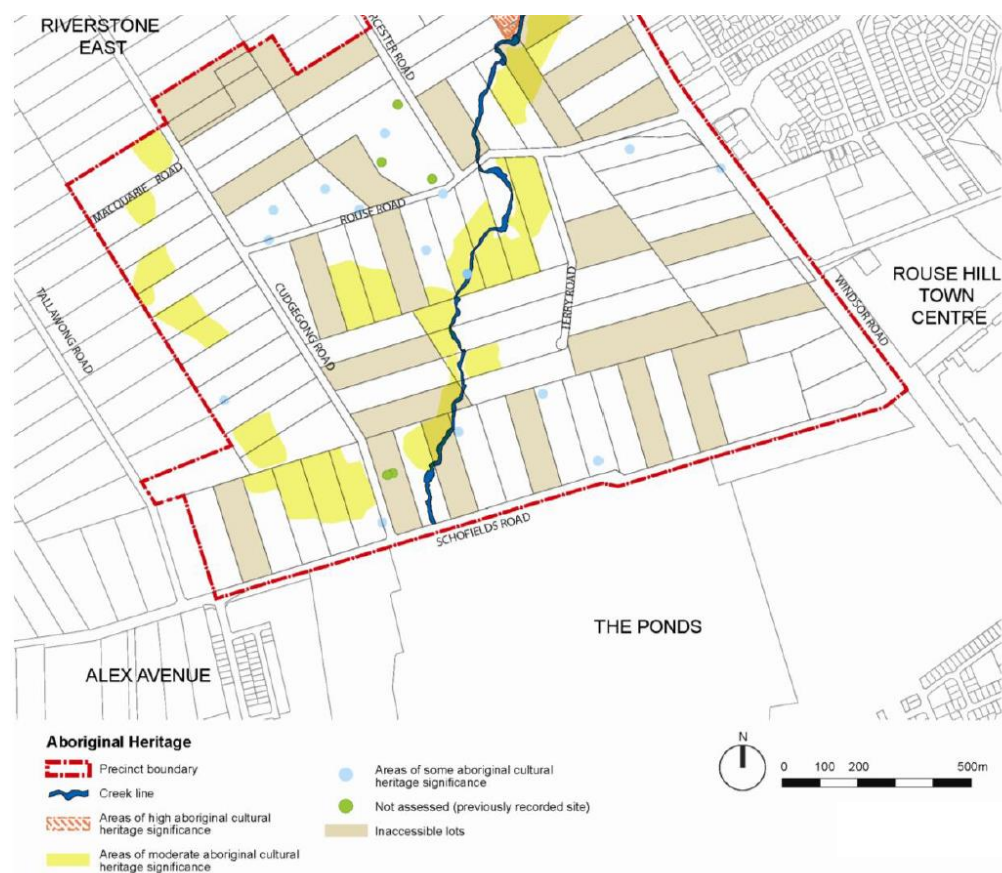 RIVERSTONE
EAST
RCESTER ROAD
MACQUARIE ROAD
ROUSE ROAD
TALLAWONG ROAD
CUDGEGONG ROAD
TERRY ROAD
WINDSOR ROAD
ROUSE HILL
TOWN
CENTRE
SCHOFIELDS ROAD
THE PONDS
ALEX AVENUE
Aboriginal Heritage
Precinct boundary
Creek line
Areas of high aboriginal cultural
heritage significance
Areas of moderate aboriginal cultural
heritage significance
Areas of some aboriginal cultural
heritage significance
Not assessed (previously recorded site)
Inaccessible lots
N
0 100 200 500m